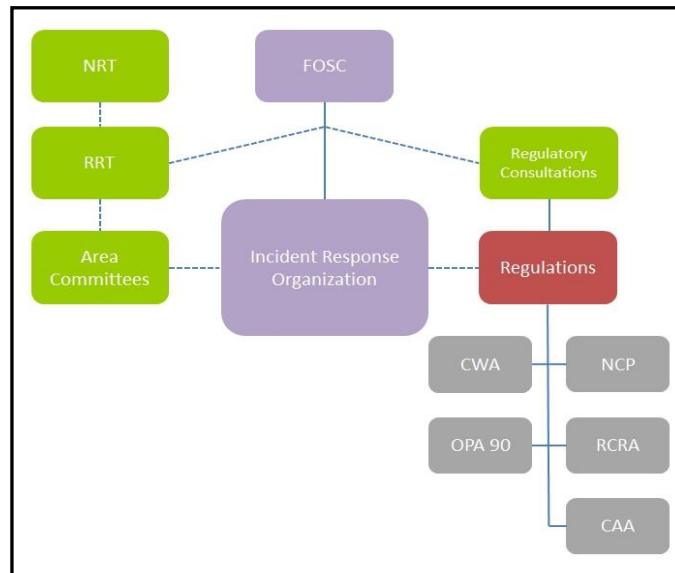 NRT
FOSC
RRT
Regulatory
Consultations
Area
Committees
Incident Response
Organization
Regulations
CWA
NCP
OPA 90
RCRA
CAA